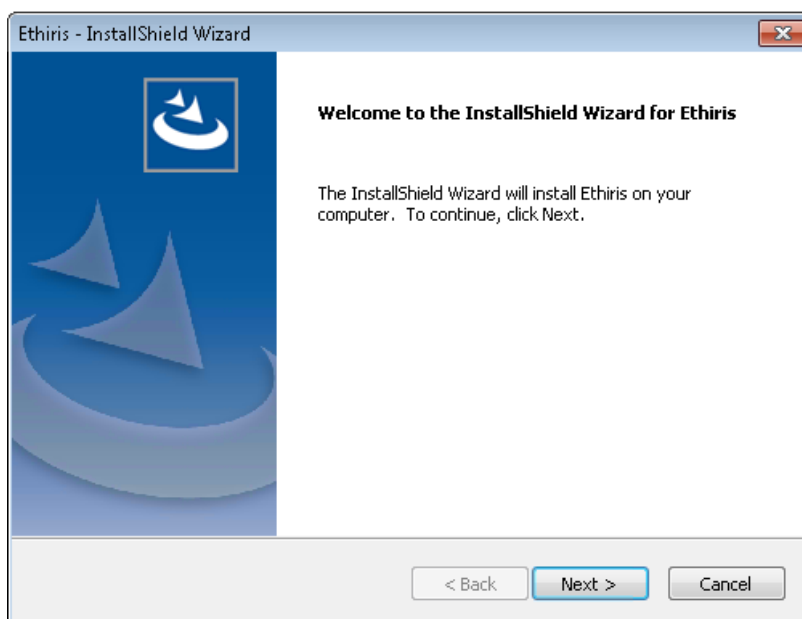 Ethiris - InstallShield Wizard
Welcome to the InstallShield Wizard for Ethiris
The InstallShield Wizard will install Ethiris on your
computer.  To continue, click Next.
< Back
Next >
Cancel